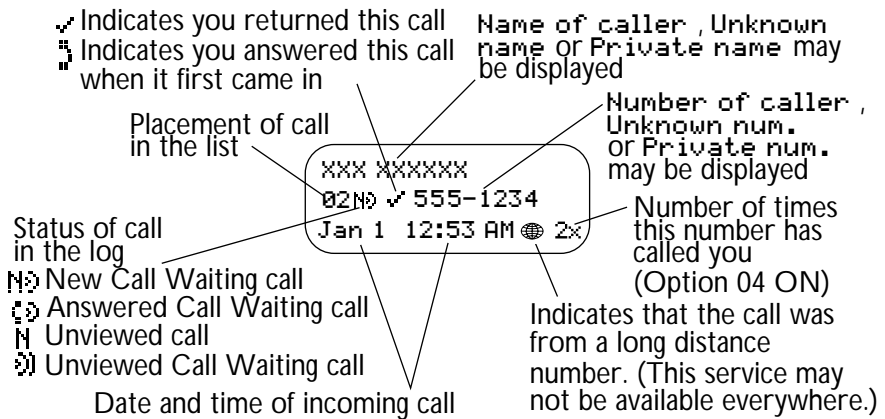 Indicates you returned this call
Indicates you answered this call
when it first came in
Name of caller , Unknown
name or Private name may
be displayed
Placement of call
in the list
Number of caller ,
Unknown num.
or Private num.
may be displayed
XXX XXXXXX
02N ✓ 555-1234
Jan 1 12:53 AM 2x
Status of call
in the log
N New Call Waiting call
Answered Call Waiting call
N Unviewed call
Unviewed Call Waiting call
Number of times
this number has
called you
(Option 04 ON)
Indicates that the call was
from a long distance
number. (This service may
not be available everywhere.)
Date and time of incoming call